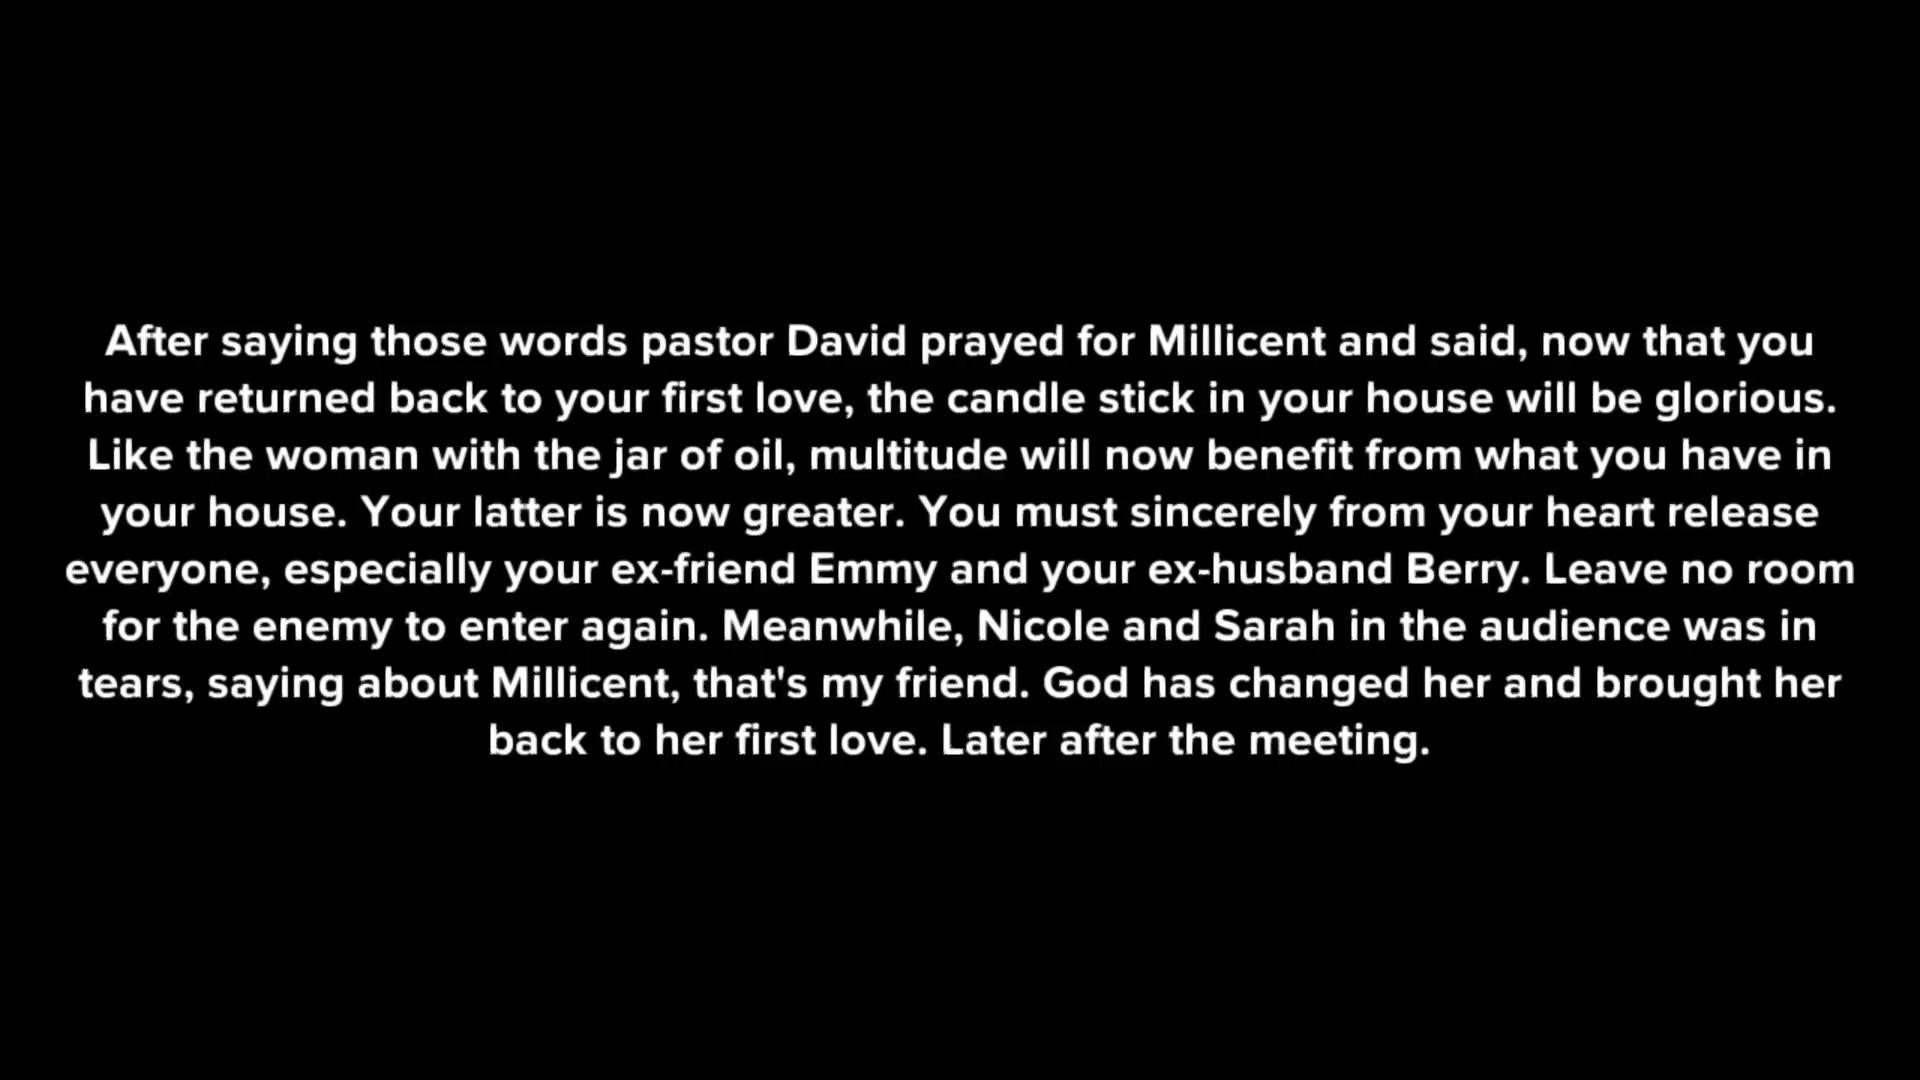 After saying those words pastor David prayed for Millicent and said, now that you
have returned back to your first love, the candle stick in your house will be glorious.
Like the woman with the jar of oil, multitude will now benefit from what you have in
your house. Your latter is now greater. You must sincerely from your heart release
everyone, especially your ex-friend Emmy and your ex-husband Berry. Leave no room
for the enemy to enter again. Meanwhile, Nicole and Sarah in the audience was in
tears, saying about Millicent, that's my friend. God has changed her and brought her
back to her first love. Later after the meeting.